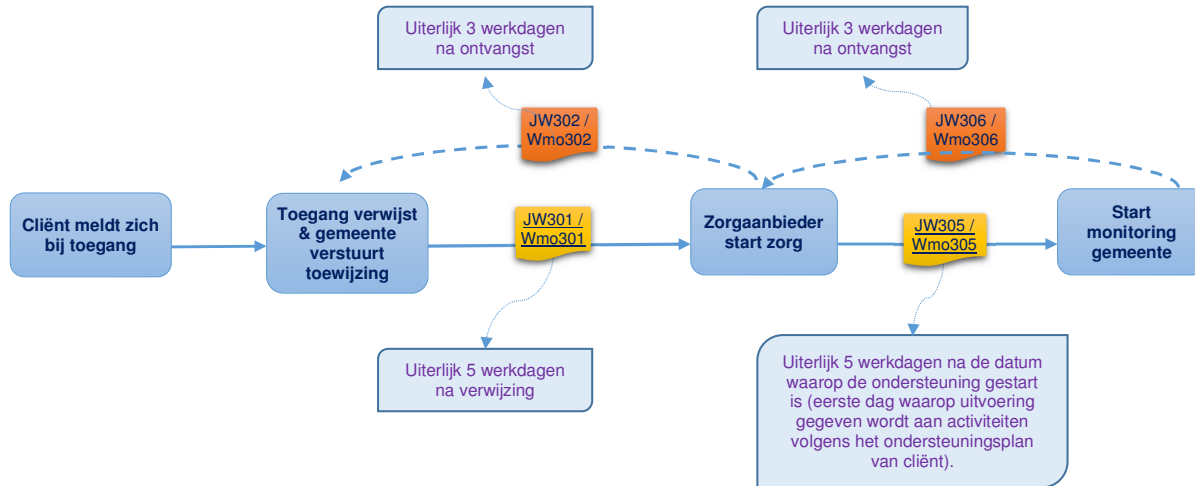 Uiterlijk 3 werkdagen
na ontvangst
Uiterlijk 3 werkdagen
na ontvangst
JW302 /
Wmo302
JW306 /
Wmo306
Cliënt meldt zich
bij toegang
Toegang verwijst
& gemeente
verstuurt
toewijzing
JW301 /
Wmo301
Zorgaanbieder
start zorg
JW305 /
Wmo305
Start
monitoring
gemeente
Uiterlijk 5 werkdagen
na verwijzing
Uiterlijk 5 werkdagen na de datum
waarop de ondersteuning gestart
is (eerste dag waarop uitvoering
gegeven wordt aan activiteiten
volgens het ondersteuningsplan
van cliënt).